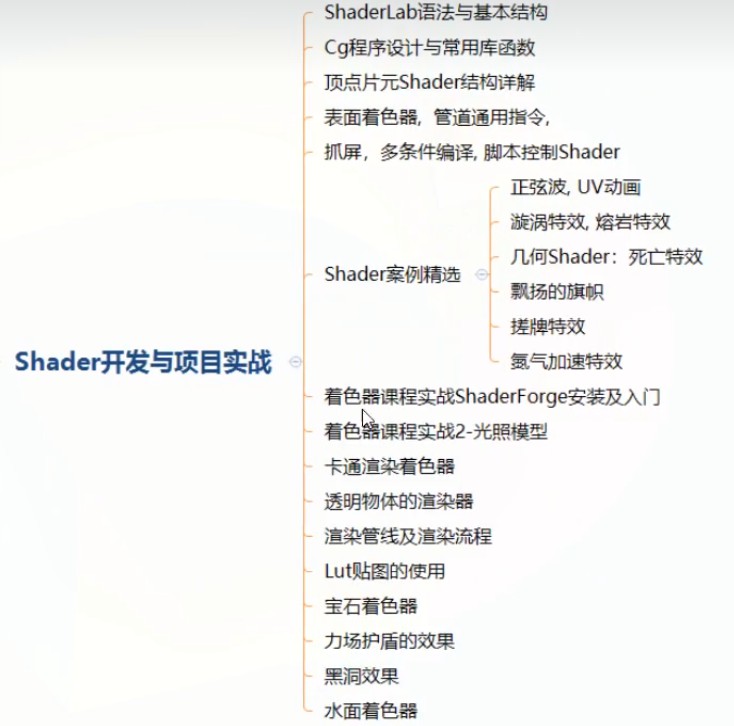 ShaderLab语法与基本结构
Cg程序设计与常用库函数
顶点片元Shader结构详解
表面着色器，管道通用指令,
抓屏，多条件编译, 脚本控制Shader
Shader案例精选
正弦波, UV动画
漩涡特效, 熔岩特效
几何Shader：死亡特效
飘扬的旗帜
搓牌特效
氮气加速特效
Shader开发与项目实战
着色器课程实战ShaderForge安装及入门
着色器课程实战2-光照模型
卡通渲染着色器
透明物体的渲染器
渲染管线及渲染流程
Lut贴图的使用
宝石着色器
力场护盾的效果
黑洞效果
水面着色器